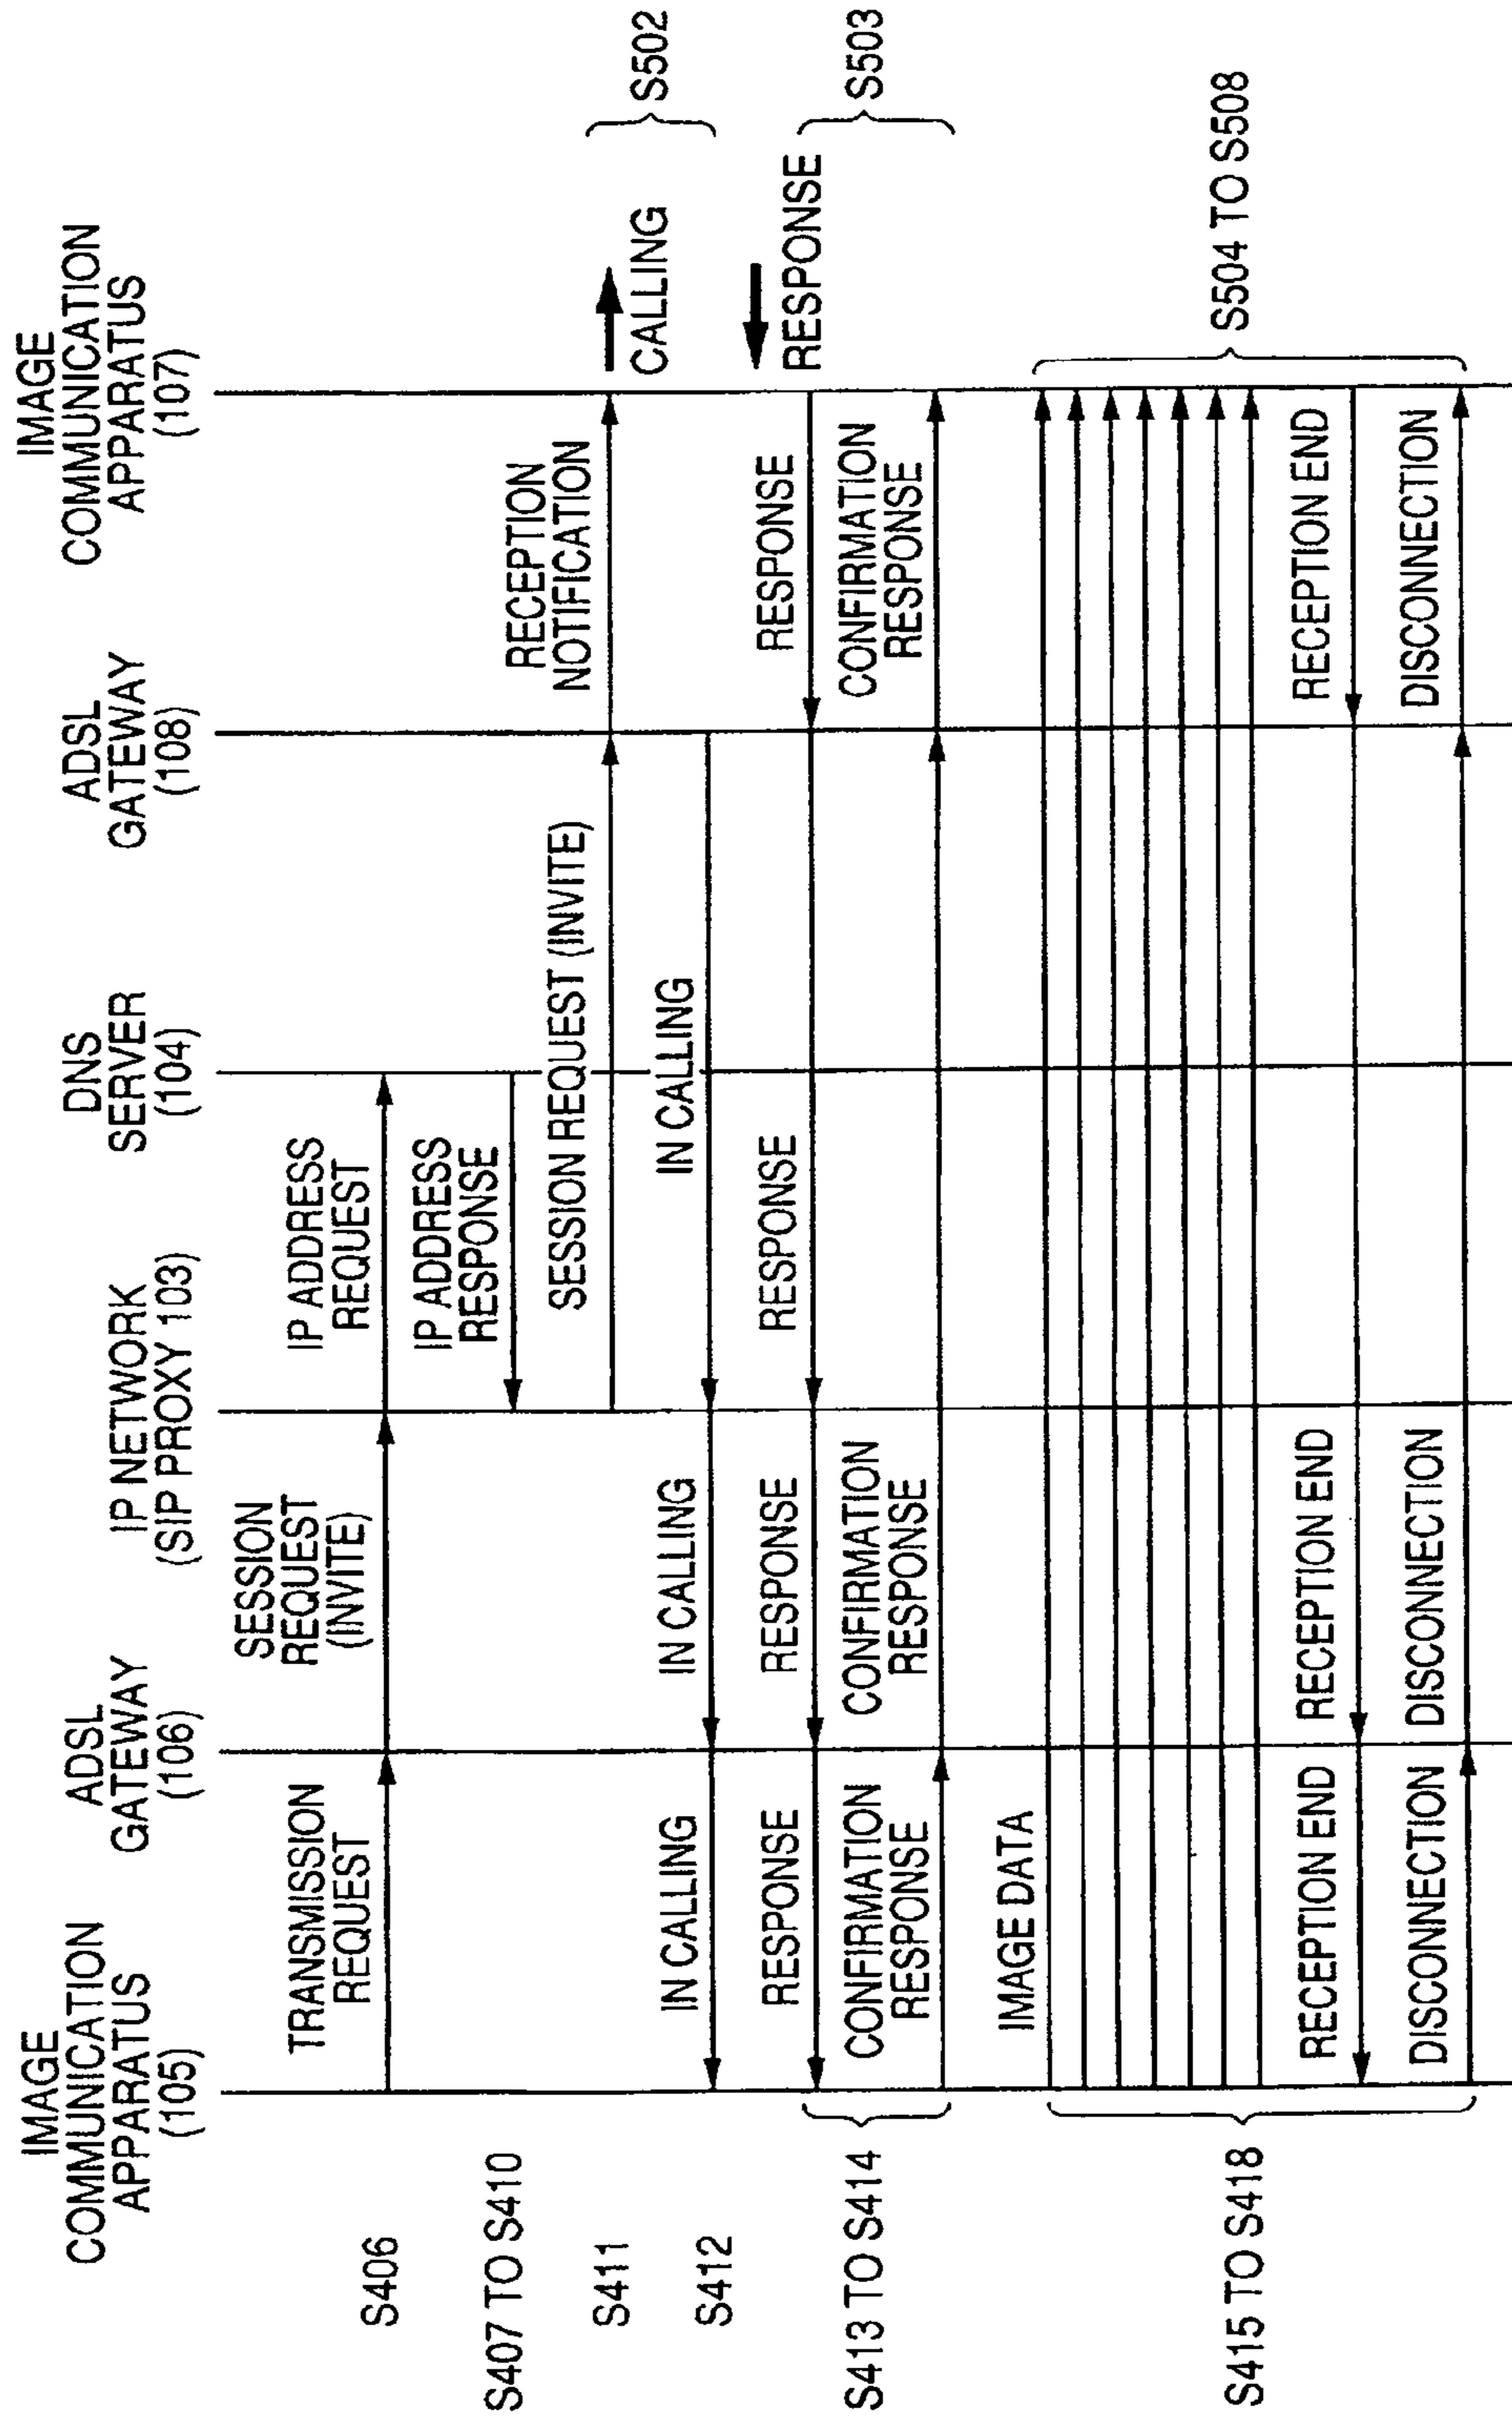 IMAGE
COMMUNICATION
APPARATUS
(105)
ADSL
GATEWAY
(106)
IP NETWORK
(SIP PROXY 103)
DNS
SERVER
(104)
ADSL
GATEWAY
(108)
IMAGE
COMMUNICATION
APPARATUS
(107)
S406
TRANSMISSION
REQUEST
SESSION
REQUEST
(INVITE)
IP ADDRESS
REQUEST
S407 TO S410
IP ADDRESS
RESPONSE
S411
SESSION REQUEST (INVITE)
RECEPTION
NOTIFICATION
CALLING
S502
S412
IN CALLING
IN CALLING
IN CALLING
RESPONSE
S413 TO S414
RESPONSE
RESPONSE
RESPONSE
RESPONSE
S503
CONFIRMATION
RESPONSE
CONFIRMATION
RESPONSE
CONFIRMATION
RESPONSE
IMAGE DATA
S415 TO S418
S504 TO S508
RECEPTION END
RECEPTION END
RECEPTION END
DISCONNECTION
DISCONNECTION
DISCONNECTION